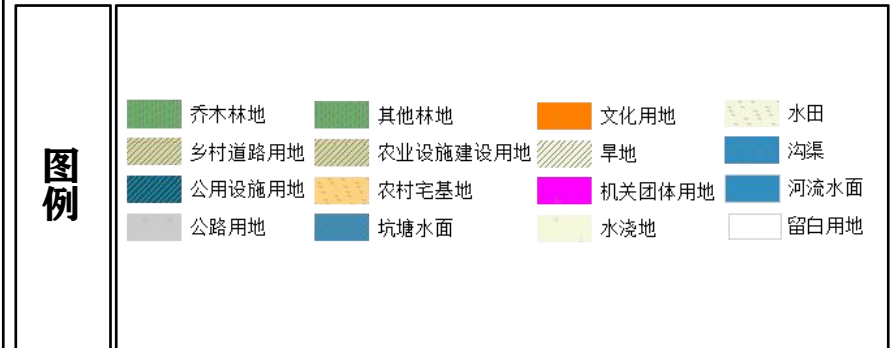 图例
乔木林地
其他林地
文化用地
水田
乡村道路用地
农业设施建设用地
旱地
沟渠
公用设施用地
农村宅基地
机关团体用地
河流水面
公路用地
坑塘水面
水浇地
留白用地